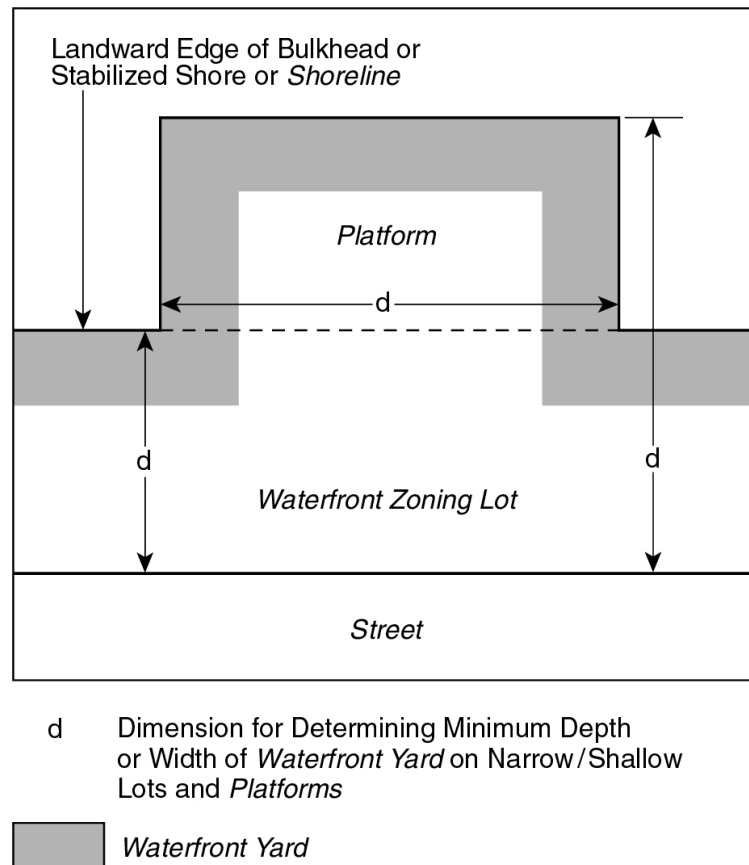 Landward Edge of Bulkhead or
Stabilized Shore or Shoreline
Platform
d
d
d
Waterfront Zoning Lot
Street
d Dimension for Determining Minimum Depth
or Width of Waterfront Yard on Narrow/Shallow
Lots and Platforms
Waterfront Yard